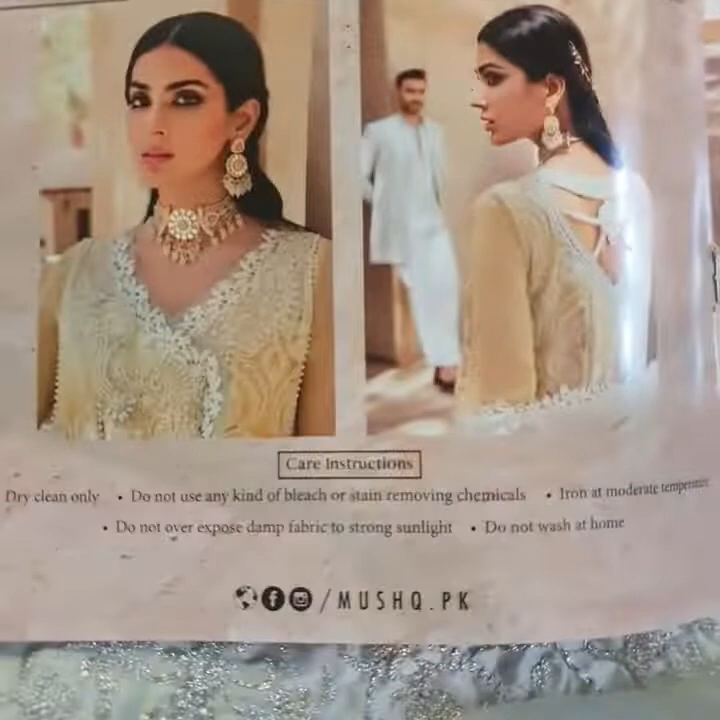 Care Instructions
Dry clean only • Do not use any kind of bleach or stain removing chemicals • Iron at moderate temperature
• Do not over expose damp fabric to strong sunlight • Do not wash at home
/MUSHQ.PK